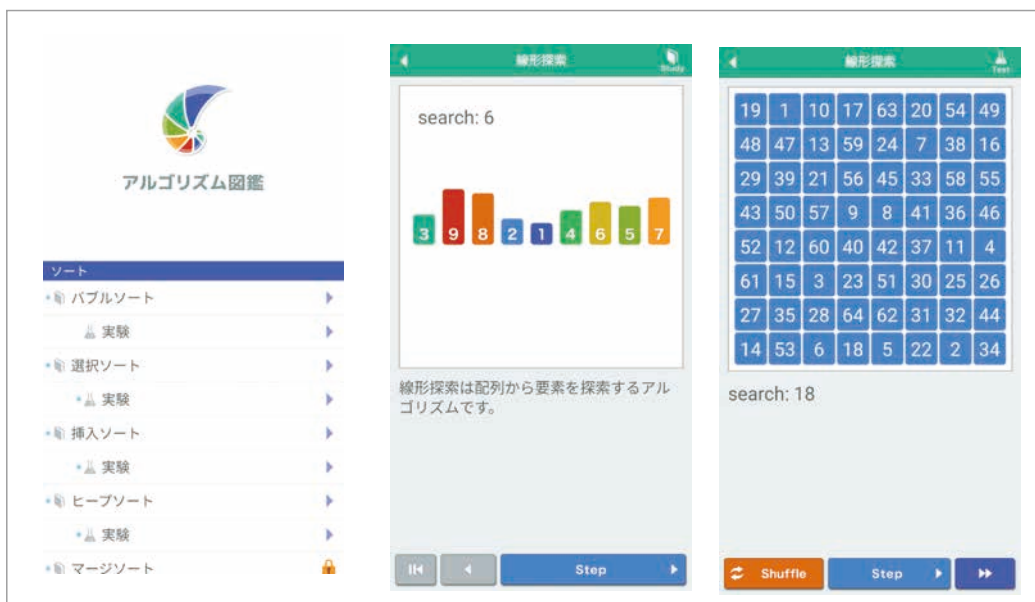 アルゴリズム図鑑
ソート
バブルソート
実験
選択ソート
実験
挿入ソート
実験
ヒープソート
実験
マージソート
線形探索
Study
search: 6
3 9 8 2 1 4 6 5 7
線形探索は配列から要素を探索するアル
ゴリズムです。
Step
線形探索
Test
19 1 10 17 63 20 54 49
48 47 13 59 24 7 38 16
29 39 21 56 45 33 58 55
43 50 57 9 8 41 36 46
52 12 60 40 42 37 11 4
61 15 3 23 51 30 25 26
27 35 28 64 62 31 32 44
14 53 6 18 5 22 2 34
search: 18
Shuffle
Step